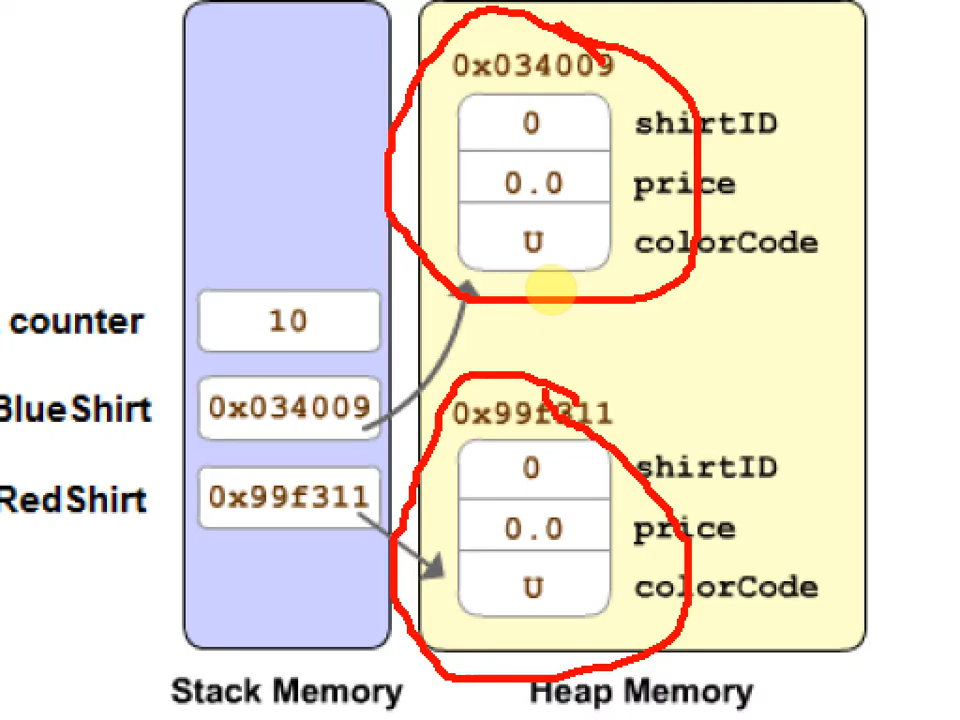 0x034009
0 shirtID
0.0 price
U colorCode
counter 10
BlueShirt 0x034009
0x99f311
0 shirtID
RedShirt 0x99f311
0.0 price
U colorCode
Stack Memory Heap Memory